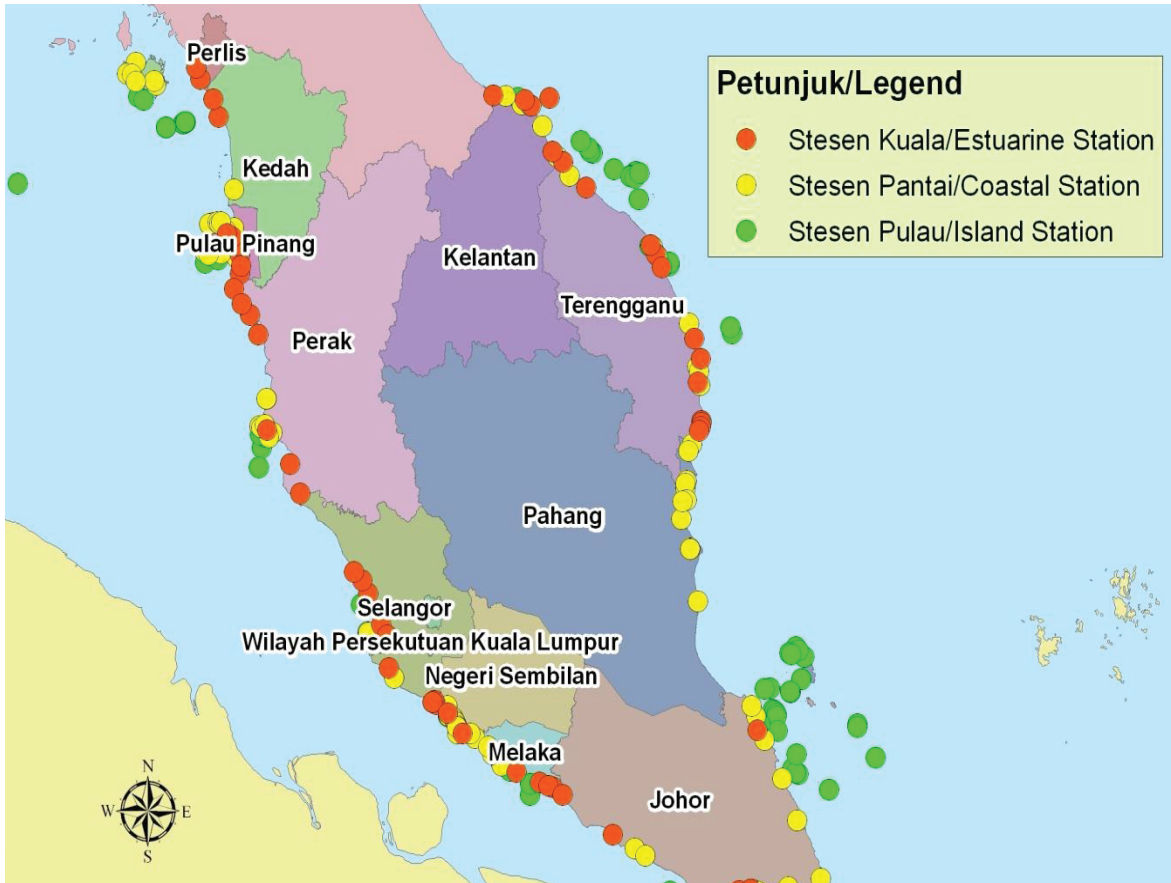 Perlis
Kedah
Pulau Pinang
Kelantan
Terengganu
Perak
Pahang
Selangor
Wilayah Persekutuan Kuala Lumpur
Negeri Sembilan
Melaka
Johor
Petunjuk/Legend
Stesen Kuala/Estuarine Station
Stesen Pantai/Coastal Station
Stesen Pulau/Island Station
N
W E
S